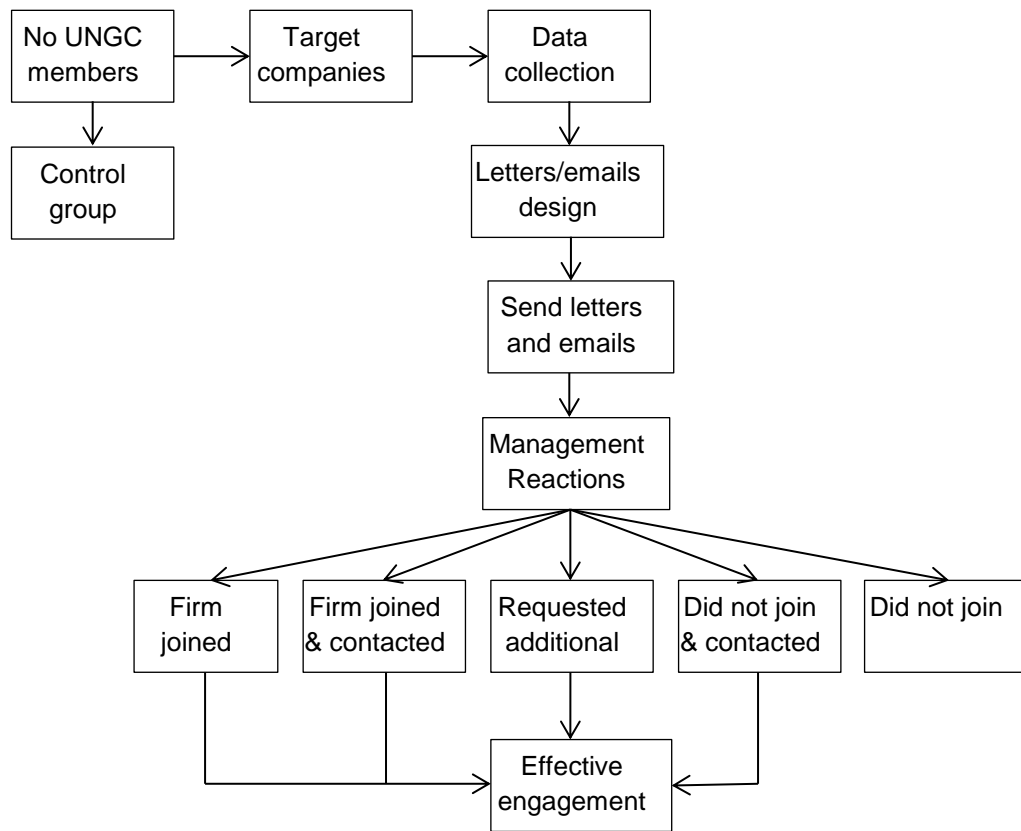 No UNGC
members
Target
companies
Data
collection
Control
group
Letters/emails
design
Send letters
and emails
Management
Reactions
Firm
joined
Firm joined
& contacted
Requested
additional
Did not join
& contacted
Did not join
Effective
engagement